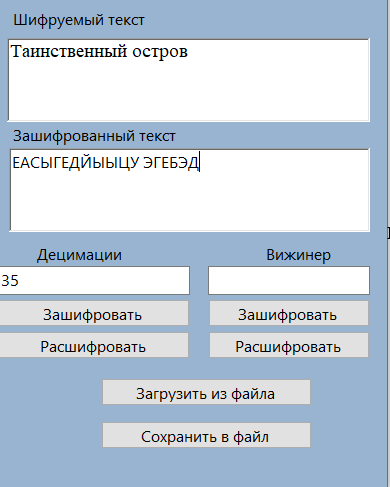 Шифруемый текст
Таинственный остров
Зашифрованный текст
ЕАСЫГЕДЙЫЫЦУ ЭГЕБЭД
Децимации Вижинер
35
Зашифровать Зашифровать
Расшифровать Расшифровать
Загрузить из файла
Сохранить в файл